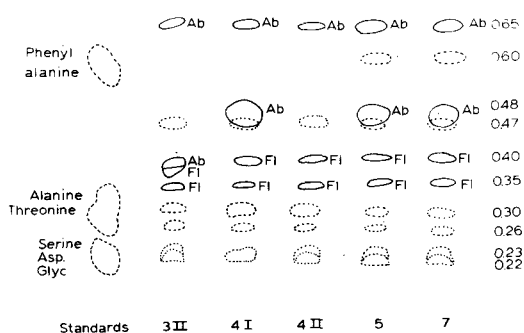 Ab Ab Ab Ab Ab 0.65
Phenyl 0.60
alanine
Ab Ab Ab 0.48
0.47
Ab Fl Fl Fl Fl 0.40
Fl
Fl Fl Fl Fl Fl 0.35
Alanine
Threonine 0.30
0.26
Serine 0.23
Asp. 0.22
Glyc
Standards 3 II 4 I 4 II 5 7